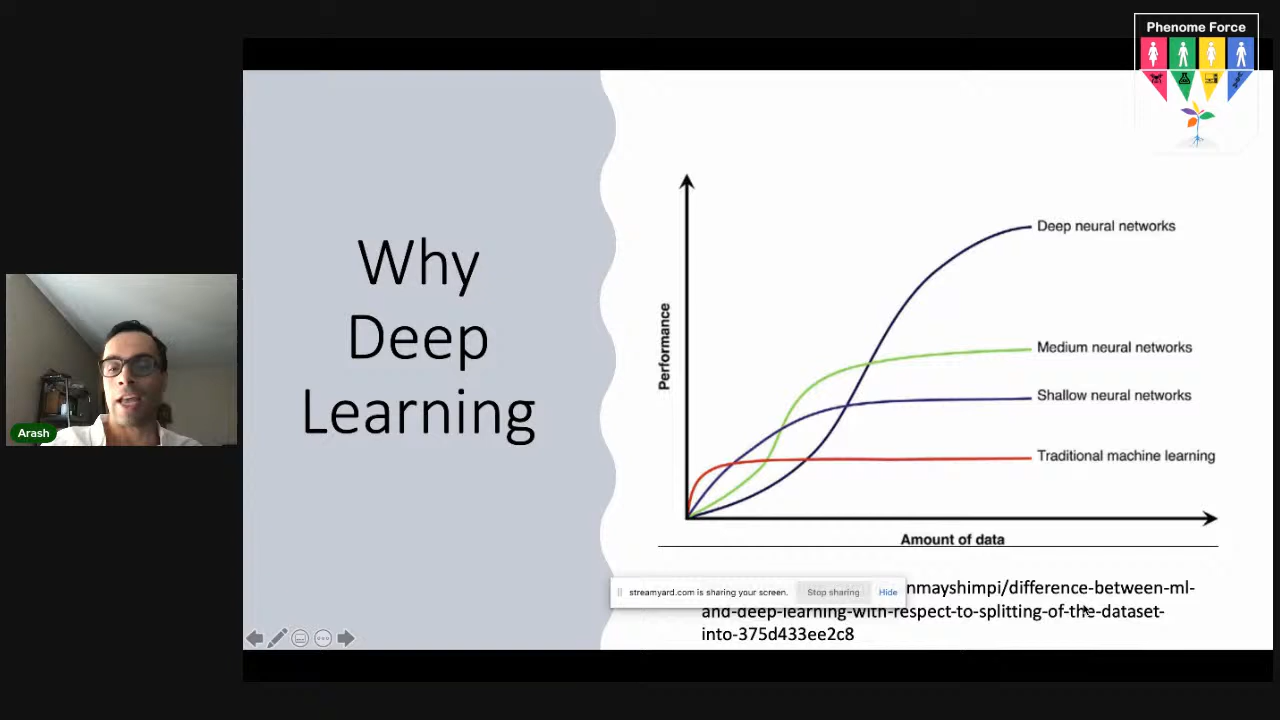 Phenome Force
Why
Deep
Learning
Performance
Deep neural networks
Medium neural networks
Shallow neural networks
Traditional machine learning
Amount of data
streamyard.com is sharing your screen. Stop sharing Hide
nmayshimpi/difference-between-ml-
and-deep-learning-with-respect-to-splitting-of-the-dataset-
into-375d433ee2c8
Arash